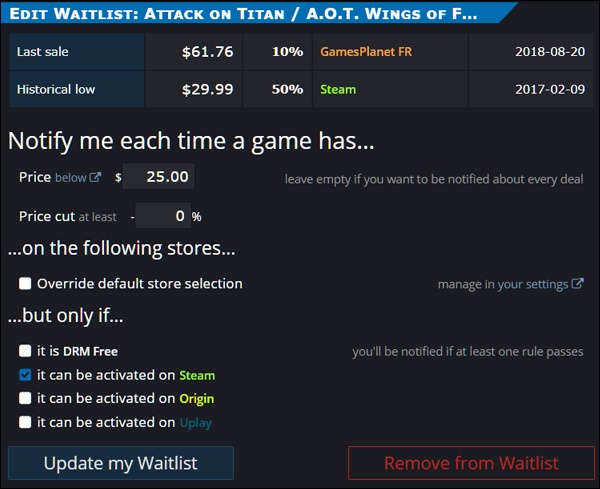 Edit Waitlist: Attack on Titan / A.O.T. Wings of F...
Last sale $61.76 10% GamesPlanet FR 2018-08-20
Historical low $29.99 50% Steam 2017-02-09
Notify me each time a game has...
Price below $ 25.00 leave empty if you want to be notified about every deal
Price cut at least - 0 %
...on the following stores...
Override default store selection manage in your settings
...but only if...
it is DRM Free you'll be notified if at least one rule passes
it can be activated on Steam
it can be activated on Origin
it can be activated on Uplay
Update my Waitlist Remove from Waitlist